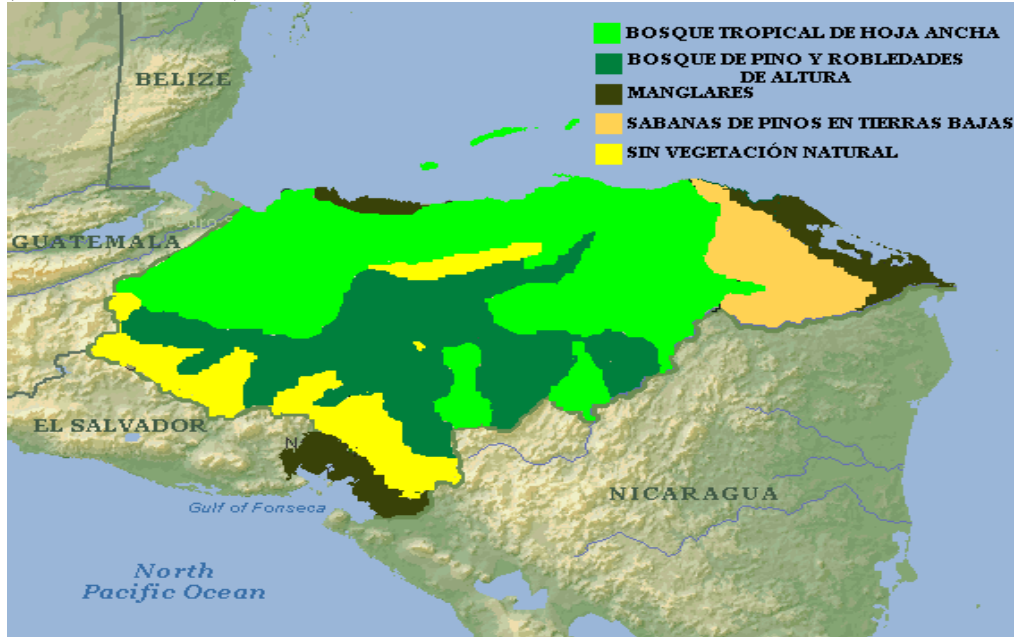 BOSQUE TROPICAL DE HOJA ANCHA
BOSQUE DE PINO Y ROBLEDADES
DE ALTURA
MANGLARES
SABANAS DE PINOS EN TIERRAS BAJAS
SIN VEGETACIÓN NATURAL
BELIZE
GUATEMALA
EL SALVADOR
N
NICARAGUA
Gulf of Fonseca
North
Pacific Ocean